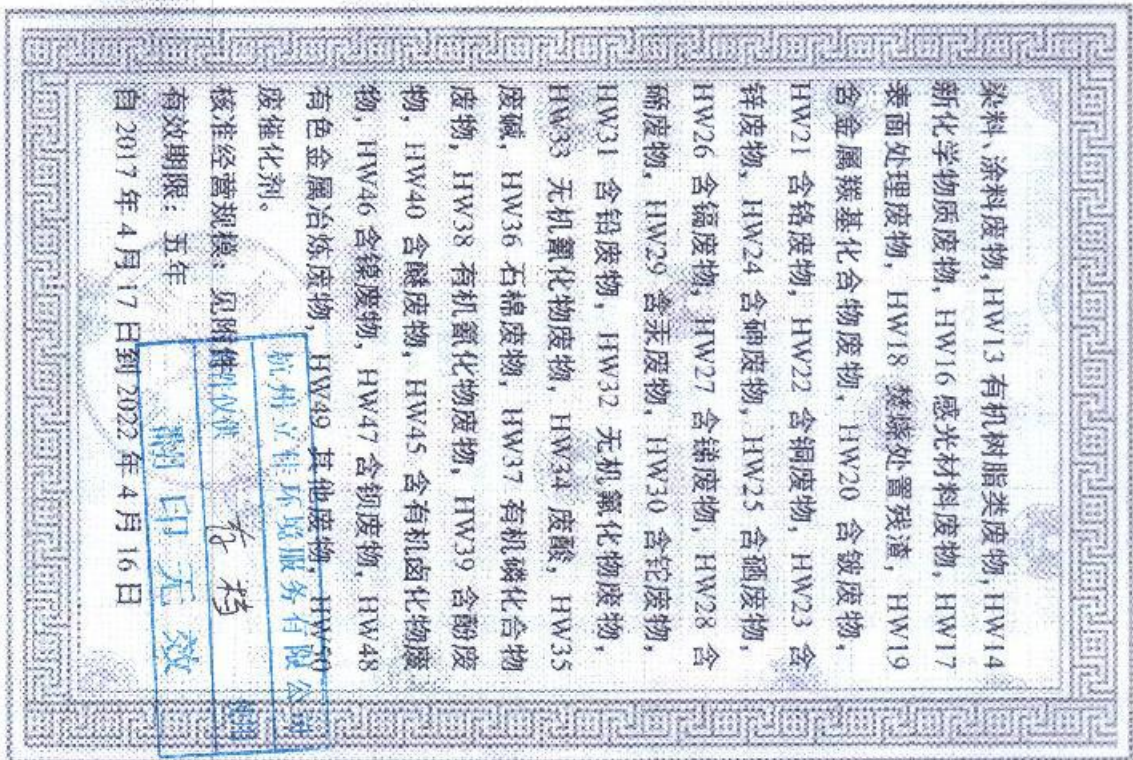 染料、涂料废物, HW13 有机树脂类废物, HW14
新化学物质废物, HW16 感光材料废物, HW17
表面处理废物, HW18 焚烧处置残渣, HW19
含金属羰基化合物废物, HW20 含铍废物,
HW21 含铬废物, HW22 含铜废物, HW23 含
锌废物, HW24 含砷废物, HW25 含硒废物,
HW26 含镉废物, HW27 含锑废物, HW28 含
碲废物, HW29 含汞废物, HW30 含铊废物,
HW31 含铅废物, HW32 无机氟化物废物,
HW33 无机氰化物废物, HW34 废酸, HW35
废碱, HW36 石棉废物, HW37 有机磷化合物
废物, HW38 有机氰化物废物, HW39 含酚废
物, HW40 含醚废物, HW45 含有机卤化物废
物, HW46 含镍废物, HW47 含钡废物, HW48
有色金属冶炼废物, HW49 其他废物, HW50
废催化剂。
核准经营规模: 见附件
有效期限: 五年
自 2017 年 4 月 17 日到 2022 年 4 月 16 日
杭州立佳环境服务有限公司
仅供 存档 用
翻印无效